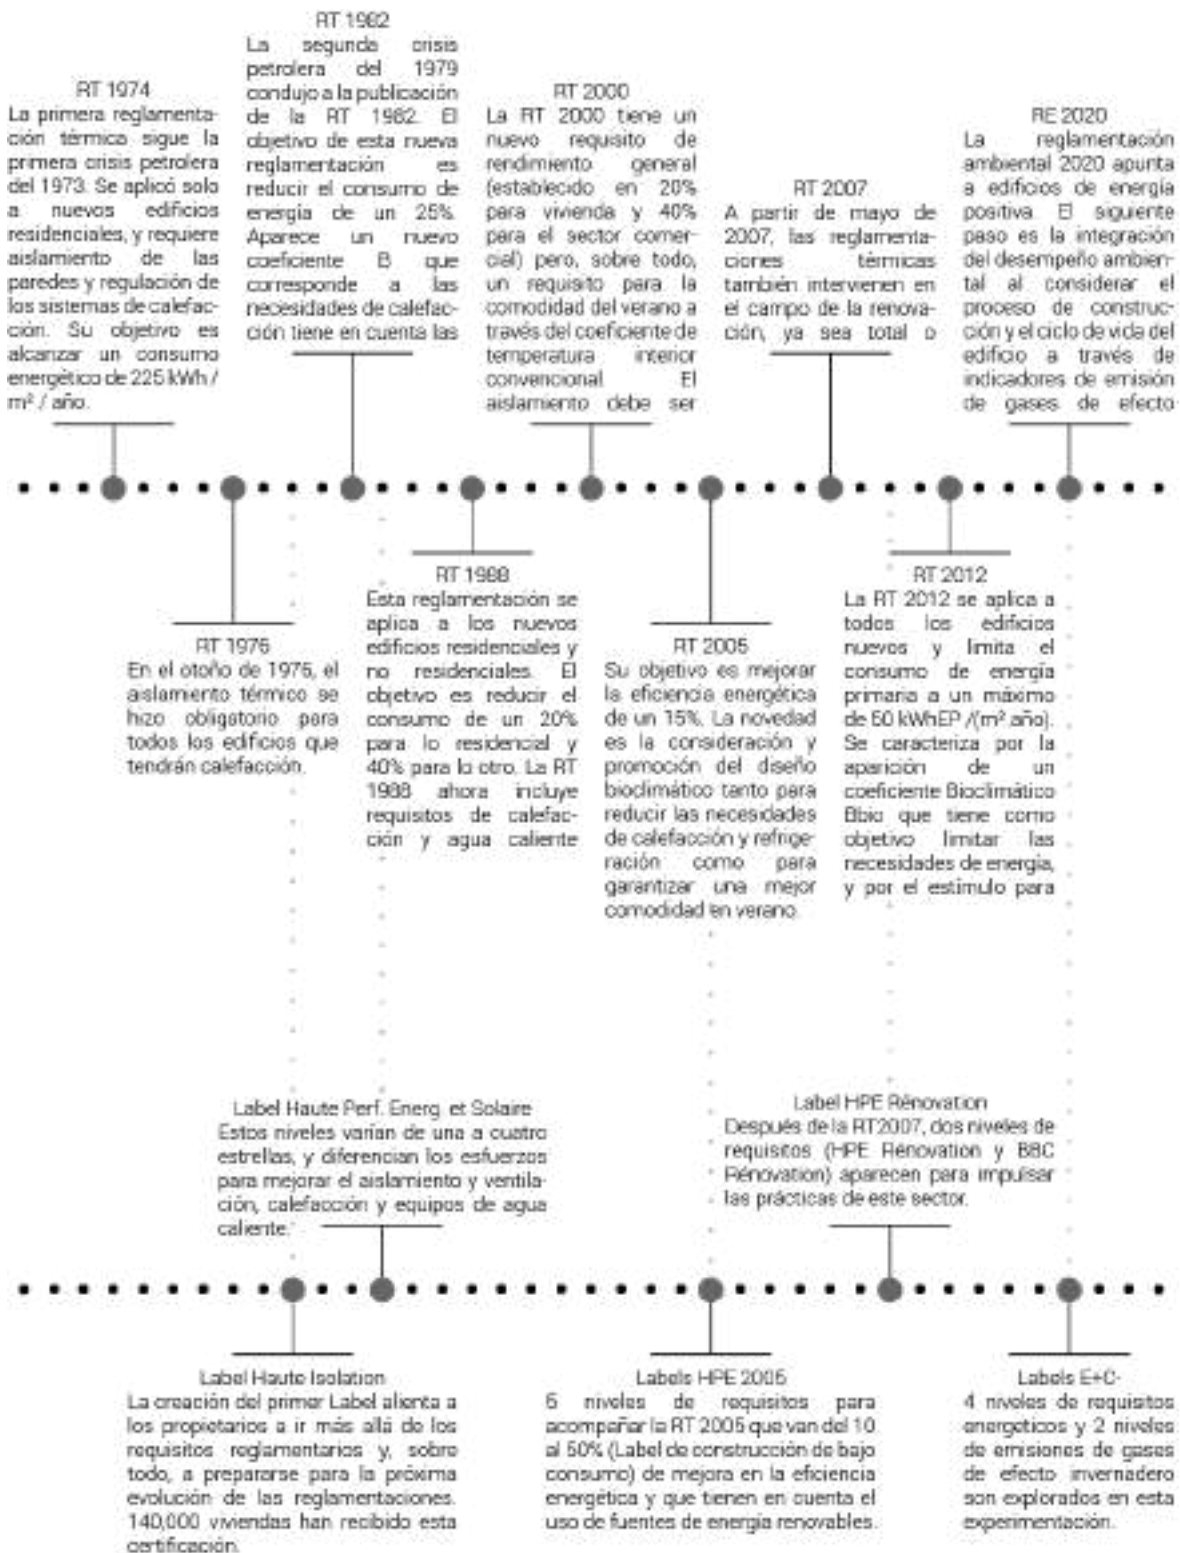 RT 1974
La primera reglamenta-
ción térmica sigue la
primera crisis petrolera
del 1973. Se aplicó solo
a nuevos edificios
residenciales, y requiere
aislamiento de las
paredes y regulación de
los sistemas de calefac-
ción. Su objetivo es
alcanzar un consumo
energético de 225 kWh /
m² / año.
RT 1982
La segunda crisis
petrolera del 1979
condujo a la publicación
de la RT 1982. El
objetivo de esta nueva
reglamentación es
reducir el consumo de
energía de un 25%.
Aparece un nuevo
coeficiente B que
corresponde a las
necesidades de calefac-
ción tiene en cuenta las
RT 2000
La RT 2000 tiene un
nuevo requisito de
rendimiento general
(establecido en 20%
para vivienda y 40%
para el sector comer-
cial) pero, sobre todo,
un requisito para la
comodidad del verano a
través del coeficiente de
temperatura interior
convencional. El
aislamiento debe ser
RT 2007
A partir de mayo de
2007, las reglamenta-
ciones térmicas
también intervienen en
el campo de la renova-
ción, ya sea total o
RE 2020
La reglamentación
ambiental 2020 apunta
a edificios de energía
positiva. El siguiente
paso es la integración
del desempeño ambien-
tal al considerar el
proceso de construc-
ción y el ciclo de vida del
edificio a través de
indicadores de emisión
de gases de efecto
RT 1976
En el otoño de 1976, el
aislamiento térmico se
hizo obligatorio para
todos los edificios que
tendrán calefacción.
RT 1988
Esta reglamentación se
aplica a los nuevos
edificios residenciales y
no residenciales. El
objetivo es reducir el
consumo de un 20%
para lo residencial y
40% para lo otro. La RT
1988 ahora incluye
requisitos de calefac-
ción y agua caliente
RT 2005
Su objetivo es mejorar
la eficiencia energética
de un 15%. La novedad
es la consideración y
promoción del diseño
bioclimático tanto para
reducir las necesidades
de calefacción y refrige-
ración como para
garantizar una mejor
comodidad en verano.
RT 2012
La RT 2012 se aplica a
todos los edificios
nuevos y limita el
consumo de energía
primaria a un máximo
de 50 kWhEP /(m² año).
Se caracteriza por la
aparición de un
coeficiente Bioclimático
Bbio que tiene como
objetivo limitar las
necesidades de energía,
y por el estímulo para
Label Haute Perf. Energ. et Solaire
Estos niveles varían de una a cuatro
estrellas, y diferencian los esfuerzos
para mejorar el aislamiento y ventila-
ción, calefacción y equipos de agua
caliente.
Label HPE Rénovation
Después de la RT2007, dos niveles de
requisitos (HPE Rénovation y BBC
Rénovation) aparecen para impulsar
las prácticas de este sector.
Label Haute Isolation
La creación del primer Label alienta a
los propietarios a ir más allá de los
requisitos reglamentarios y, sobre
todo, a prepararse para la próxima
evolución de las reglamentaciones.
140,000 viviendas han recibido esta
certificación.
Labels HPE 2005
6 niveles de requisitos para
acompañar la RT 2005 que van del 10
al 50% (Label de construcción de bajo
consumo) de mejora en la eficiencia
energética y que tienen en cuenta el
uso de fuentes de energía renovables.
Labels E+C-
4 niveles de requisitos
energéticos y 2 niveles
de emisiones de gases
de efecto invernadero
son explorados en esta
experimentación.